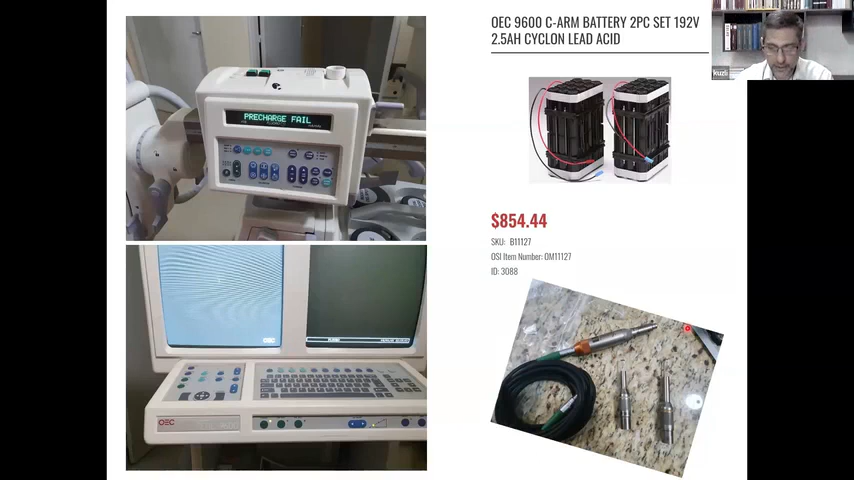 PRECHARGE FAIL
OEC
OEC
OEC 9600 C-ARM BATTERY 2PC SET 192V
2.5AH CYCLON LEAD ACID
$854.44
SKU: B11127
OSI Item Number: OM11127
ID: 3088
kuzli